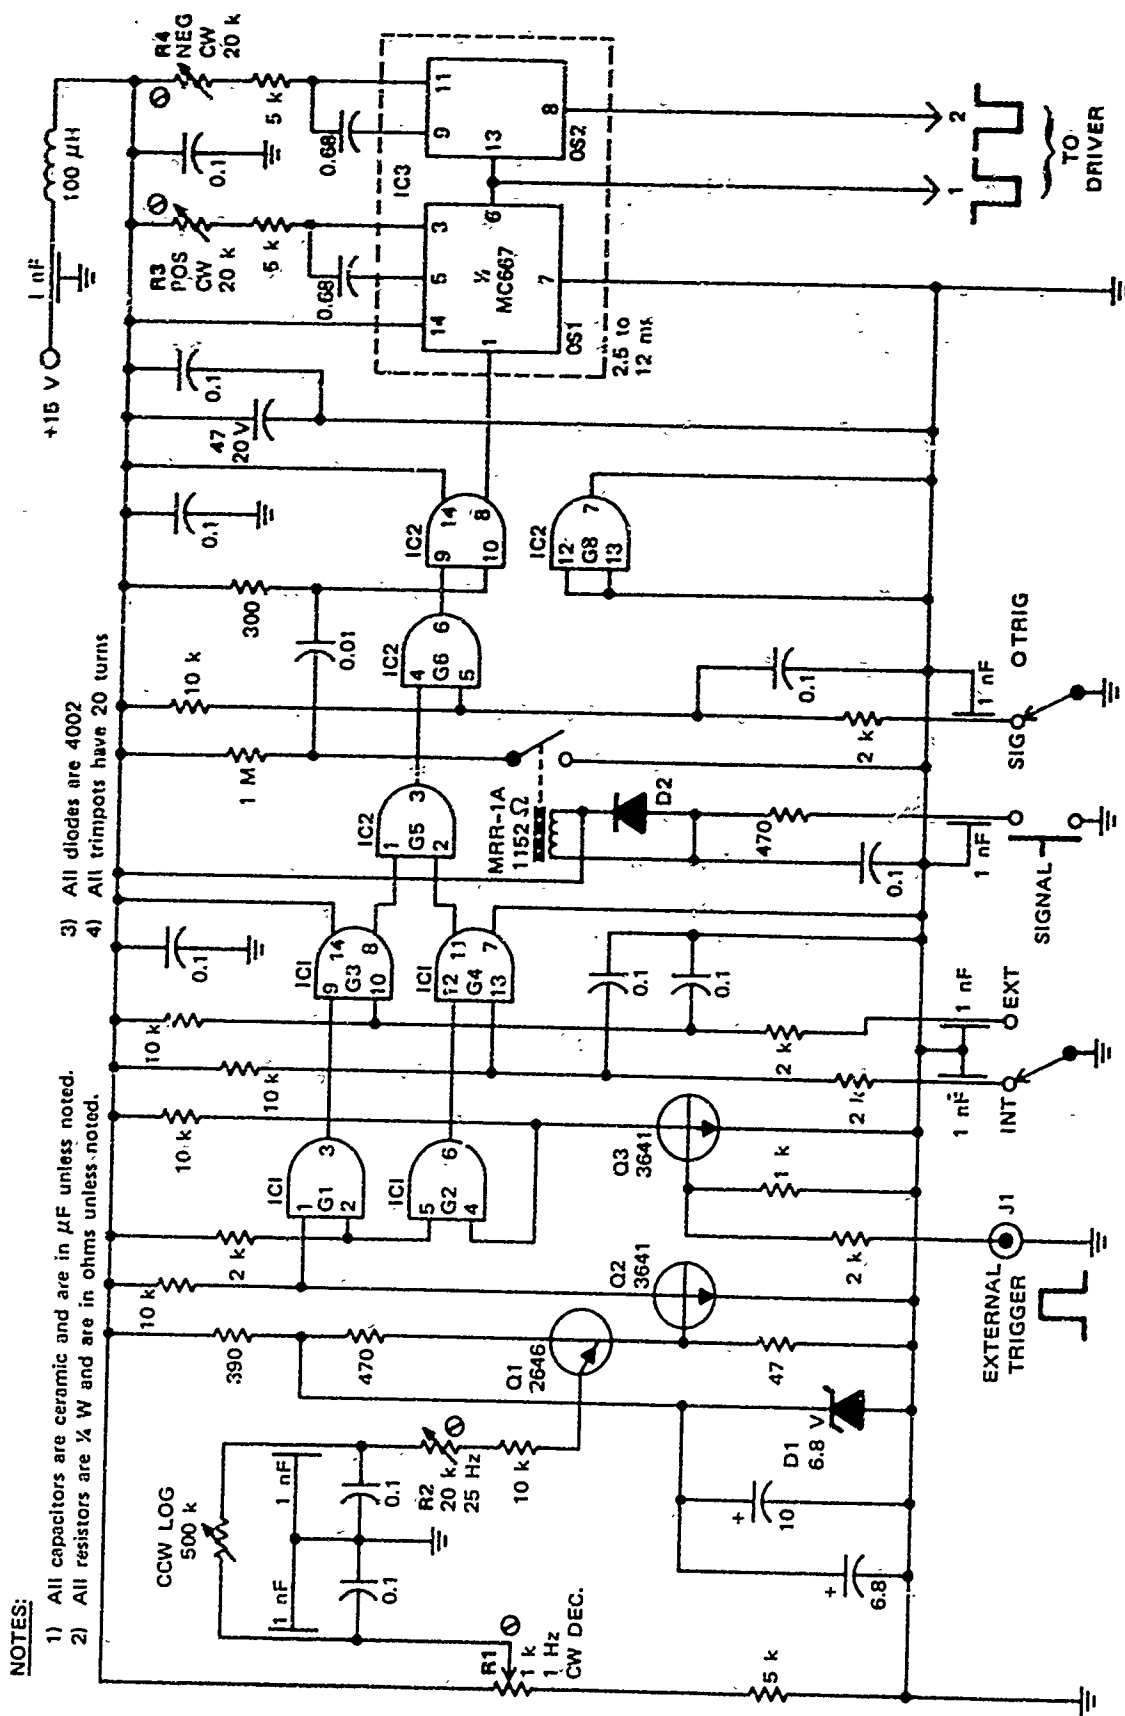 NOTES:
1) All capacitors are ceramic and are in µF unless noted.
2) All resistors are ¼ W and are in ohms unless noted.
3) All diodes are 4002
4) All trimpots have 20 turns
+15 V
1 nF
100 µH
CCW LOG
500 k
1 nF
1 nF
0.1
0.1
R1
1 k
1 Hz
CW DEC.
5 k
R2
20 k
25 Hz
10 k
6.8
+
10
+
D1
6.8 V
390
470
Q1
2646
47
10 k
2 k
Q2
3641
EXTERNAL
TRIGGER
J1
2 k
1 k
Q3
3641
10 k
IC1
1
G1
2
3
IC1
5
G2
4
6
10 k
10 k
IC1
9
G3
10
14
8
IC1
12
G4
13
11
7
0.1
0.1
0.1
2 k
2 k
1 nF
1 nF
INT
EXT
IC2
1
G5
2
3
MRR-1A
1152 Ω
D2
470
0.1
1 nF
SIGNAL
1 M
10 k
0.01
300
IC2
4
G6
5
6
2 k
0.1
1 nF
SIG
TRIG
IC2
9
10
14
8
IC2
12
G8
13
7
0.1
47
20 V
0.1
R3
POS
CW
20 k
5 k
0.68
0.1
R4
NEG
CW
20 k
5 k
0.68
IC3
14
5
3
1
½
MC667
6
7
OS1
2.5 to
12 ms
9
11
13
8
OS2
1
2
TO
DRIVER